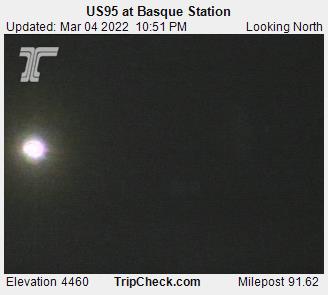 US95 at Basque Station
Updated: Mar 04 2022 10:51 PM Looking North
Elevation 4460 TripCheck.com Milepost 91.62